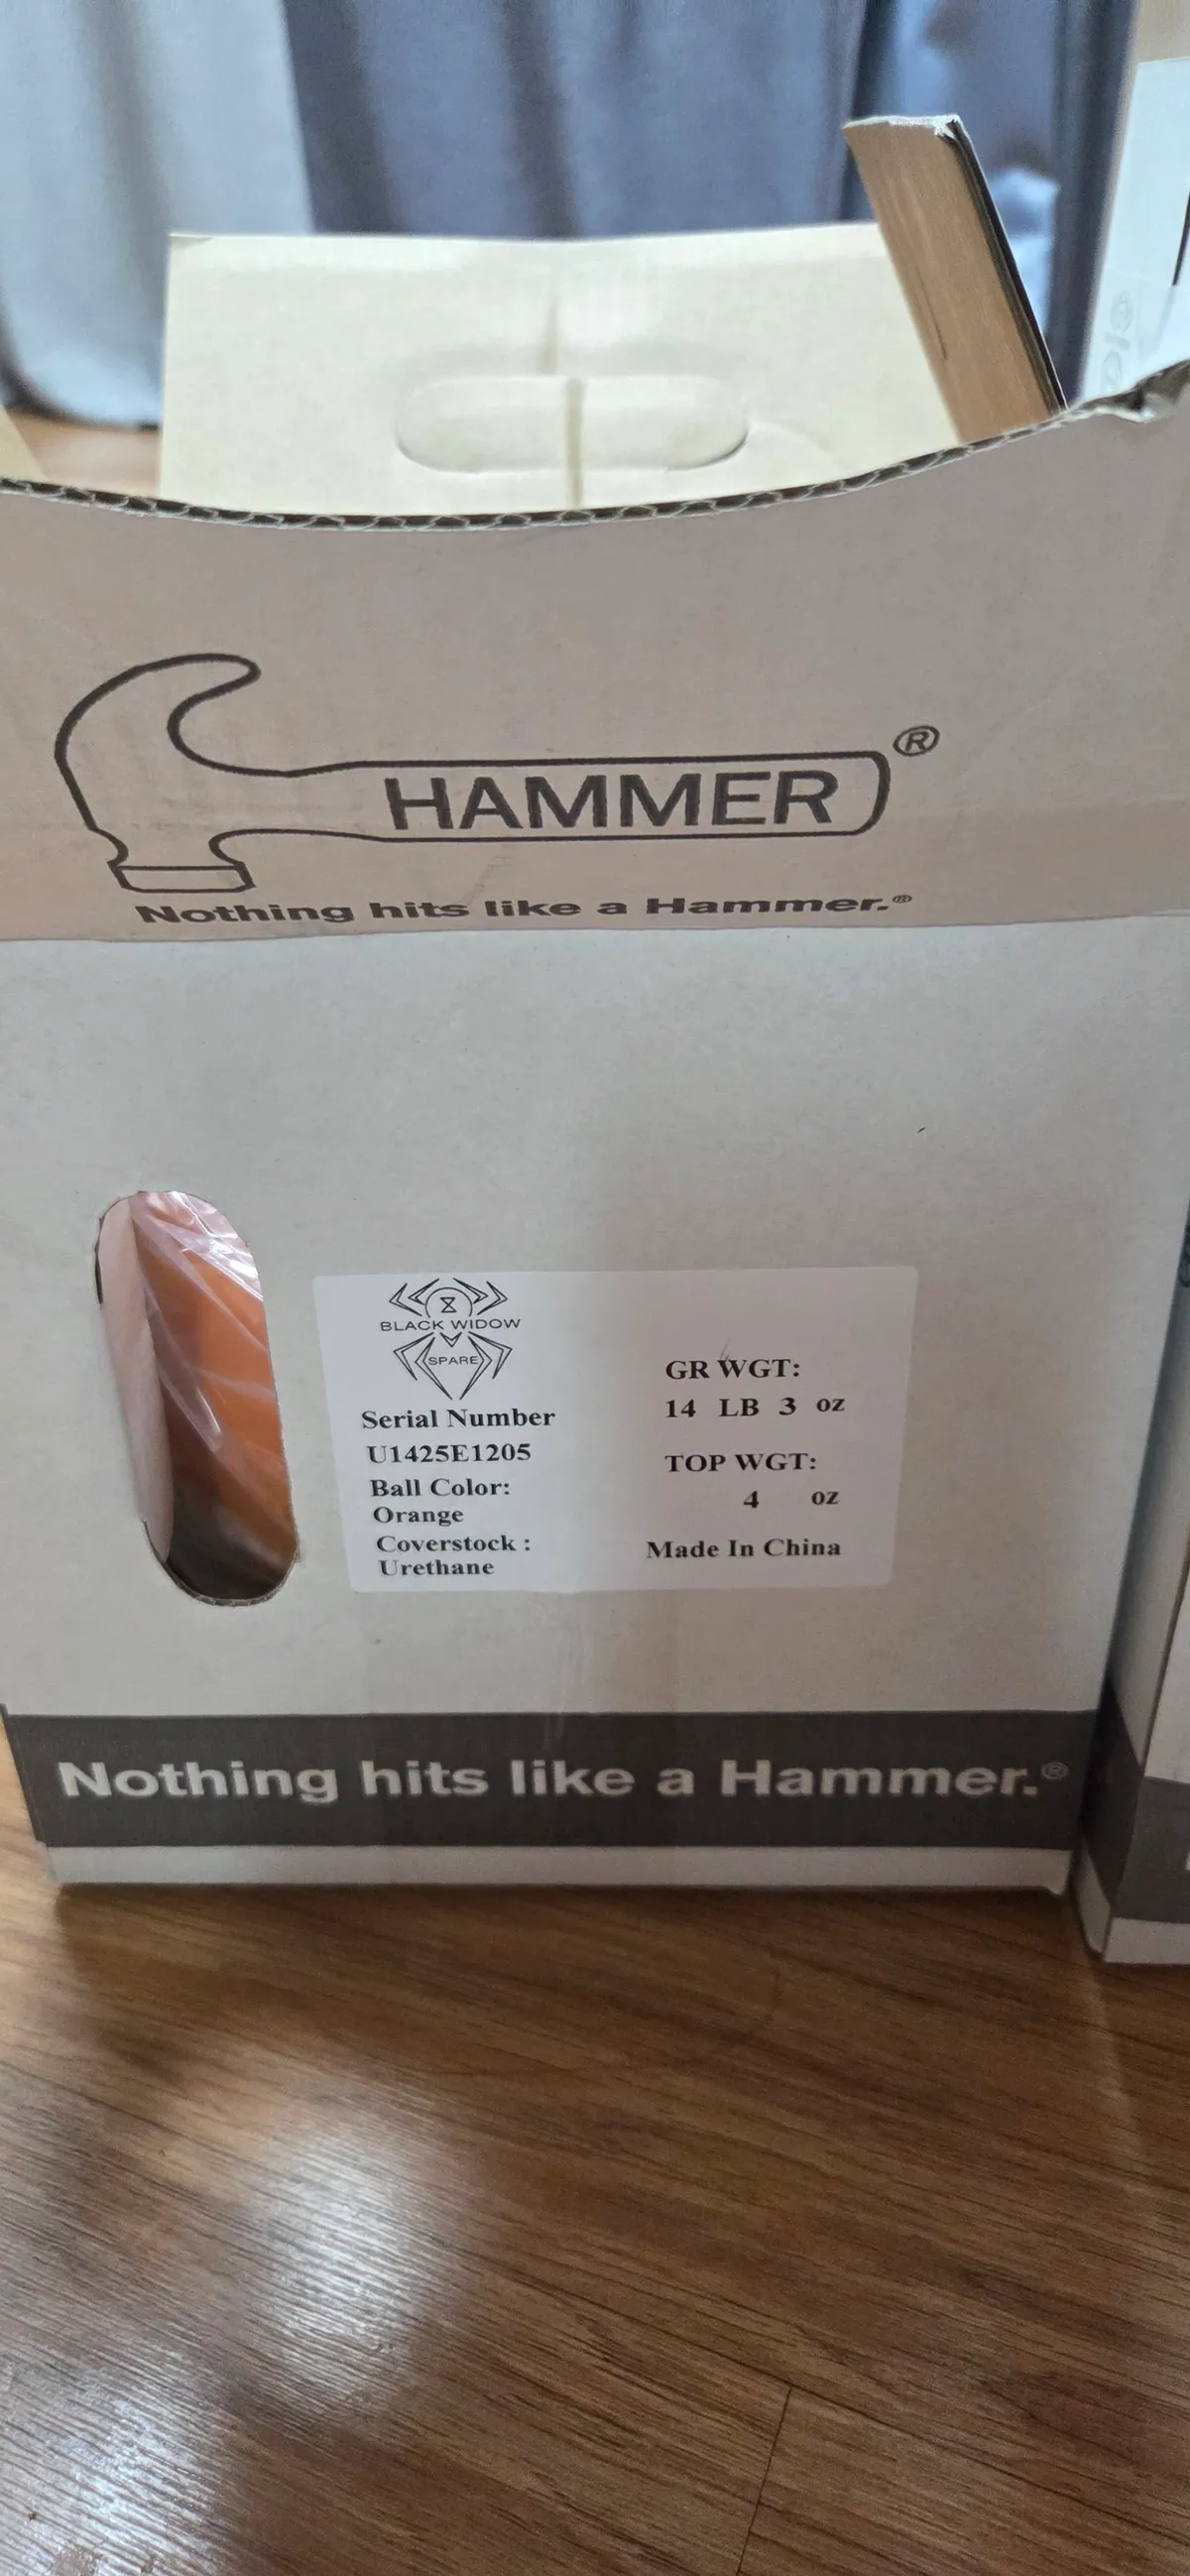 HAMMER®
Nothing hits like a Hammer.®
BLACK WIDOW
SPARE
Serial Number
U1425E1205
Ball Color:
Orange
Coverstock :
Urethane
GR WGT:
14 LB 3 oz
TOP WGT:
4 oz
Made In China
Nothing hits like a Hammer.®